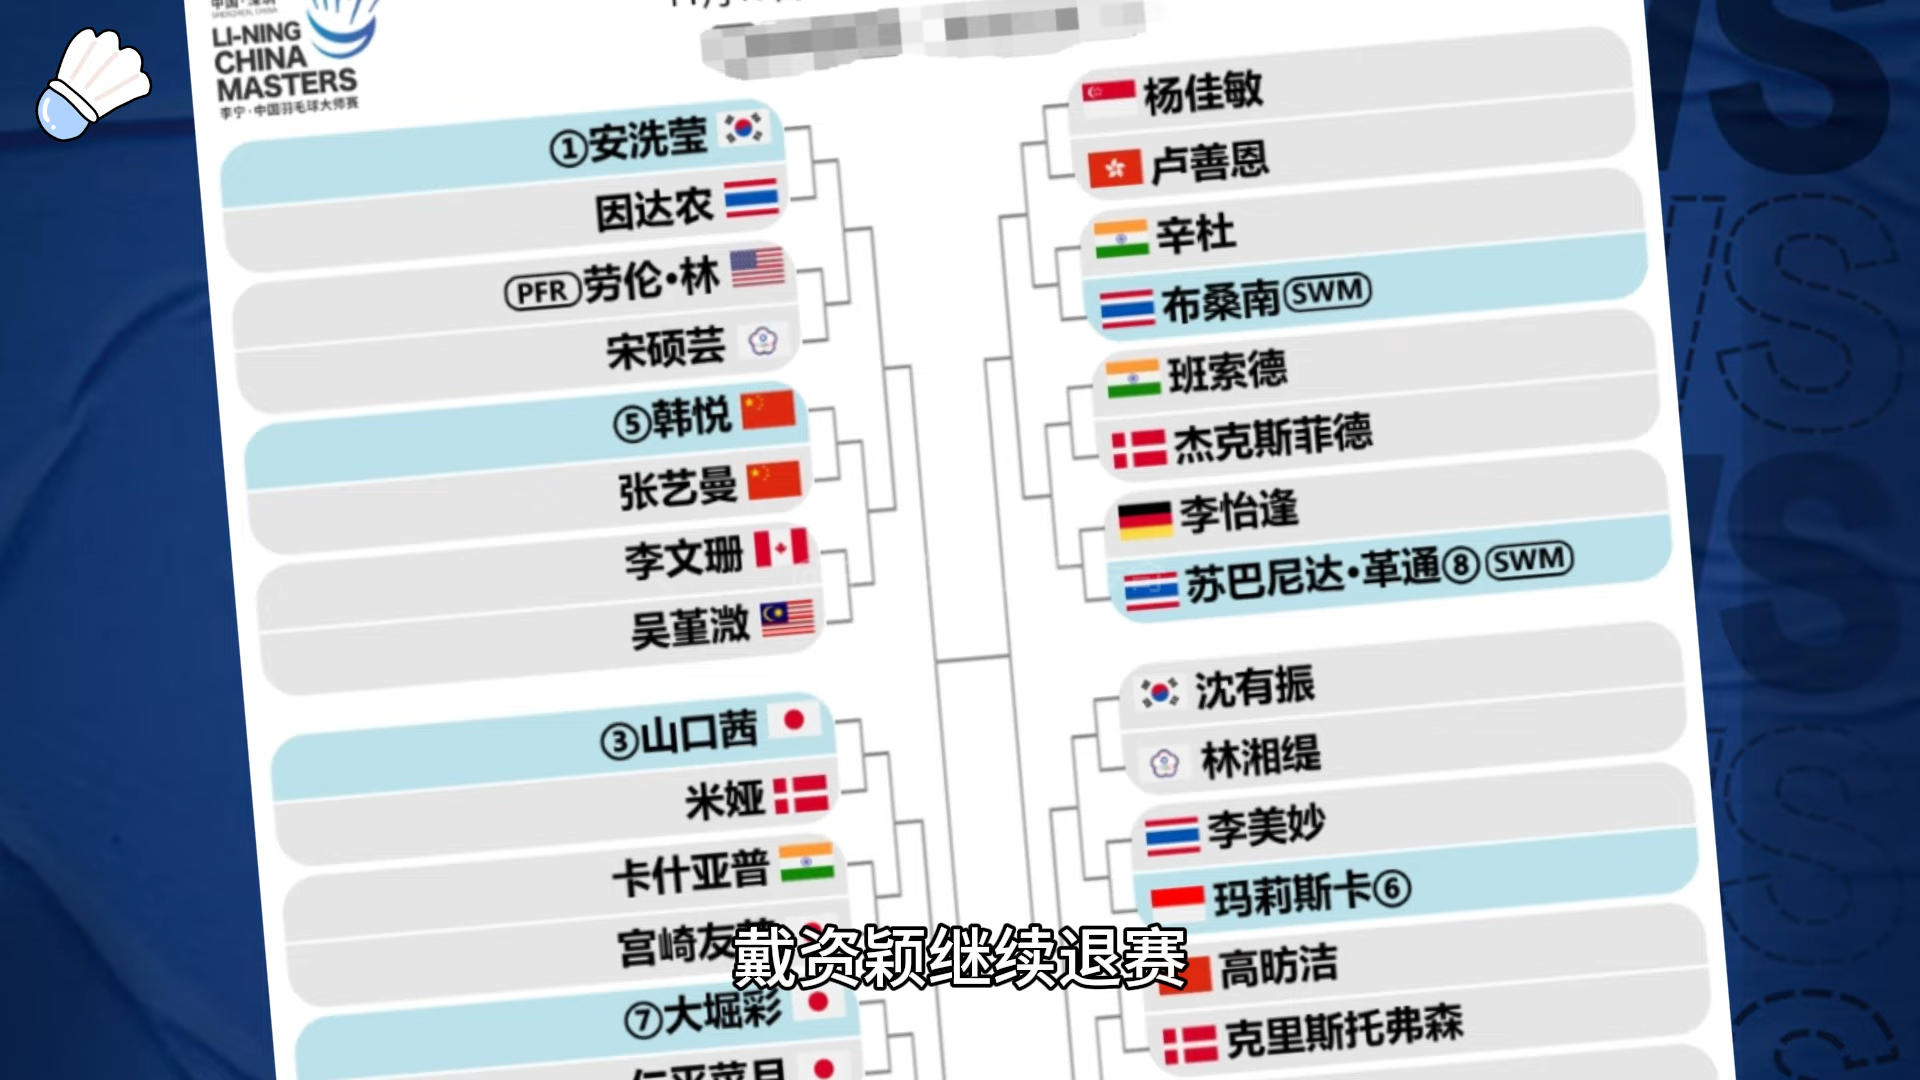 LI-NING
CHINA
MASTERS
李宁·中国羽毛球大师赛
①安洗莹
因达农
PFR 劳伦·林
宋硕芸
⑤韩悦
张艺曼
李文珊
吴堇溦
③山口茜
米娅
卡什亚普
宫崎友
⑦大堀彩
杨佳敏
卢善恩
辛杜
布桑南 SWM
班索德
杰克斯菲德
李怡逢
苏巴尼达·革通⑧ SWM
沈有振
林湘缇
李美妙
玛莉斯卡⑥
高昉洁
克里斯托弗森
戴资颖继续退赛